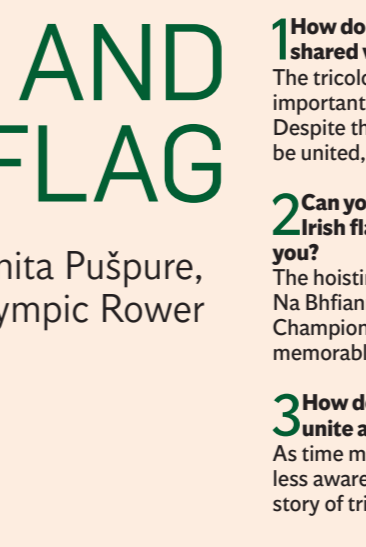 AND
FLAG
nita Pušpure,
ympic Rower
1 How do
shared
The tricolo
important
Despite th
be united,
2 Can yo
Irish fla
you?
The hoistin
Na Bhfian
Champion
memorabl
3 How do
unite a
As time m
less aware
story of tri